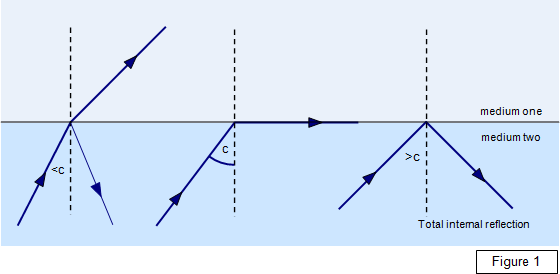 medium one
medium two
<c
c
>c
Total internal reflection
Figure 1